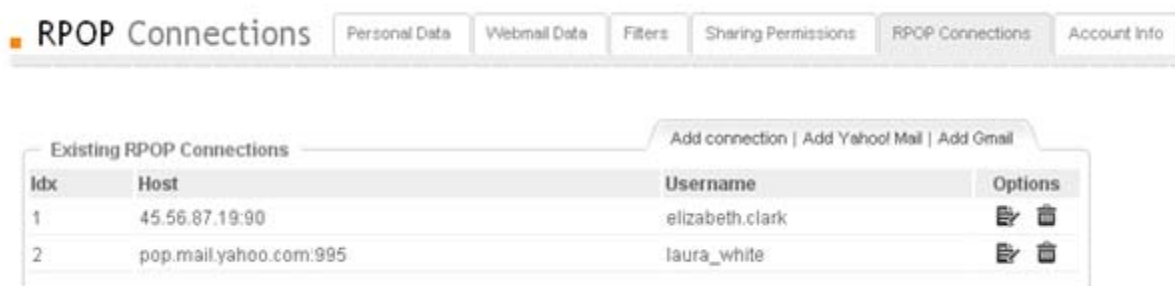 RPOP Connections Personal Data Webmail Data Filters Sharing Permissions RPOP Connections Account Info
Add connection | Add Yahoo! Mail | Add Gmail
Existing RPOP Connections
Idx Host Username Options
1 45.56.87.19:90 elizabeth.clark
2 pop.mail.yahoo.com:995 laura_white